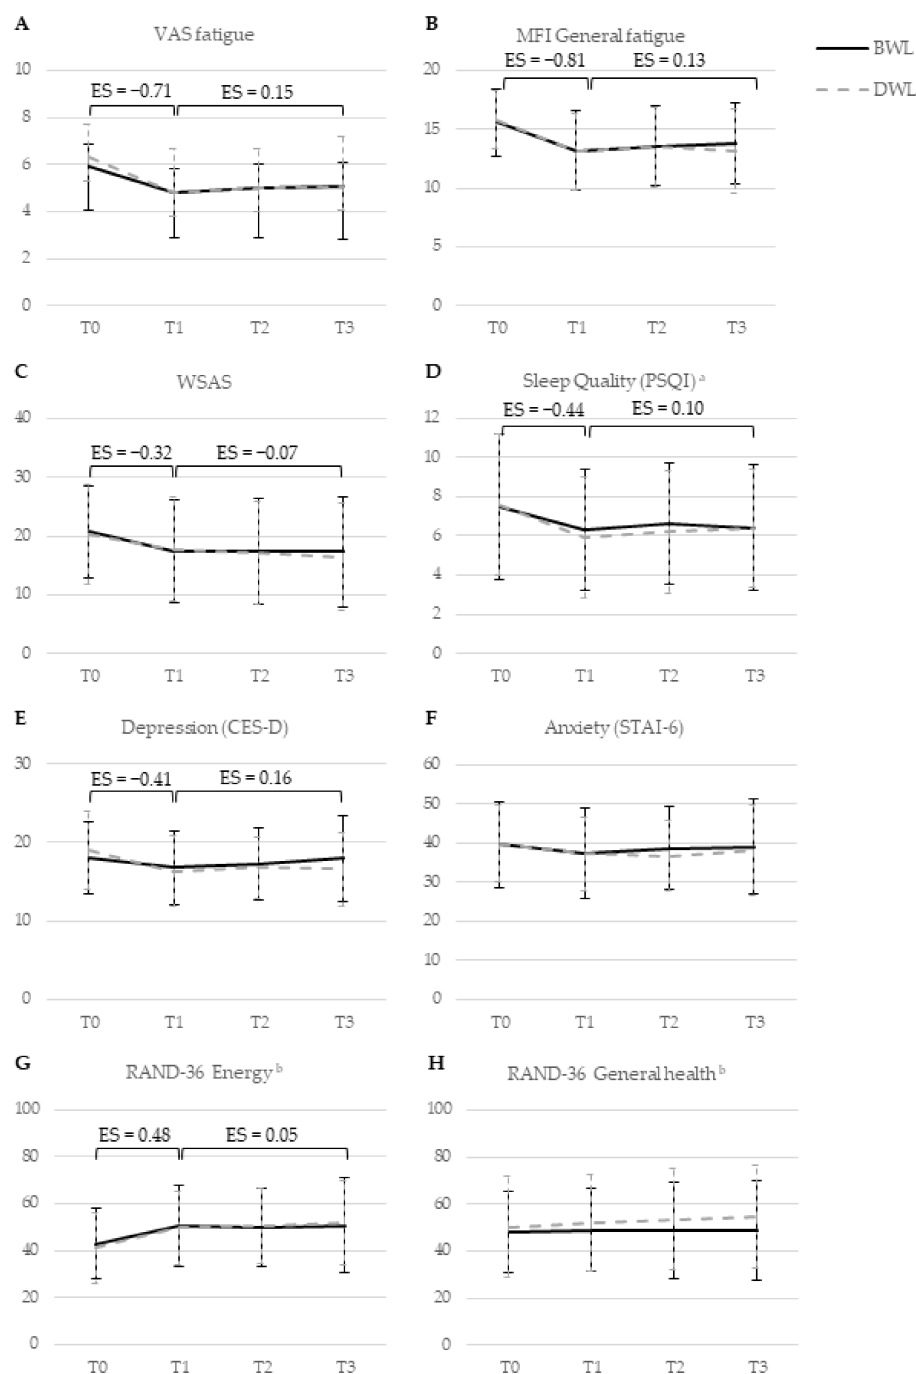 A
VAS fatigue
10
8
6
4
2
0
ES = −0.71
ES = 0.15
T0
T1
T2
T3
B
MFI General fatigue
20
15
10
5
0
ES = −0.81
ES = 0.13
T0
T1
T2
T3
BWL
DWL
C
WSAS
40
30
20
10
0
ES = −0.32
ES = −0.07
T0
T1
T2
T3
D
Sleep Quality (PSQI) a
12
10
8
6
4
2
0
ES = −0.44
ES = 0.10
T0
T1
T2
T3
E
Depression (CES-D)
30
20
10
0
ES = −0.41
ES = 0.16
T0
T1
T2
T3
F
Anxiety (STAI-6)
60
50
40
30
20
10
0
T0
T1
T2
T3
G
RAND-36 Energy b
100
80
60
40
20
0
ES = 0.48
ES = 0.05
T0
T1
T2
T3
H
RAND-36 General health b
100
80
60
40
20
0
T0
T1
T2
T3